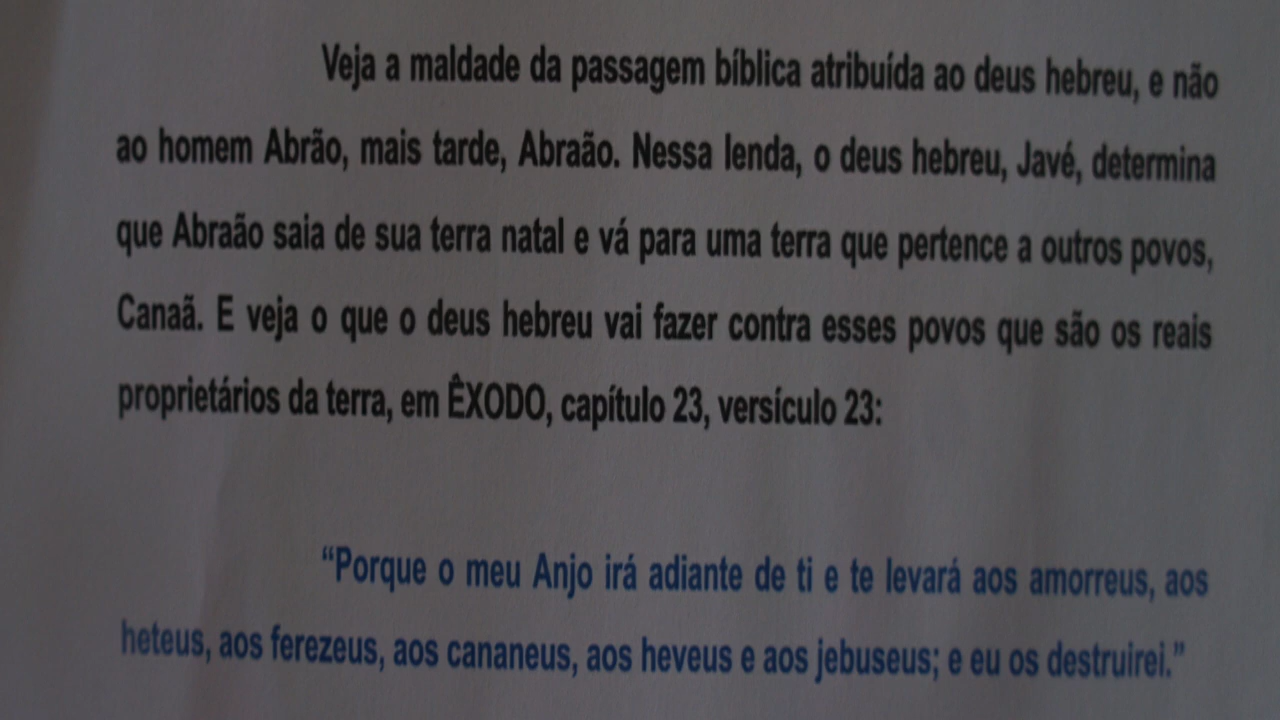 Veja a maldade da passagem bíblica atribuída ao deus hebreu, e não
ao homem Abrão, mais tarde, Abraão. Nessa lenda, o deus hebreu, Javé, determina
que Abraão saia de sua terra natal e vá para uma terra que pertence a outros povos,
Canaã. E veja o que o deus hebreu vai fazer contra esses povos que são os reais
proprietários da terra, em ÊXODO, capítulo 23, versículo 23:
“Porque o meu Anjo irá adiante de ti e te levará aos amorreus, aos
heteus, aos ferezeus, aos cananeus, aos heveus e aos jebuseus; e eu os destruirei.”